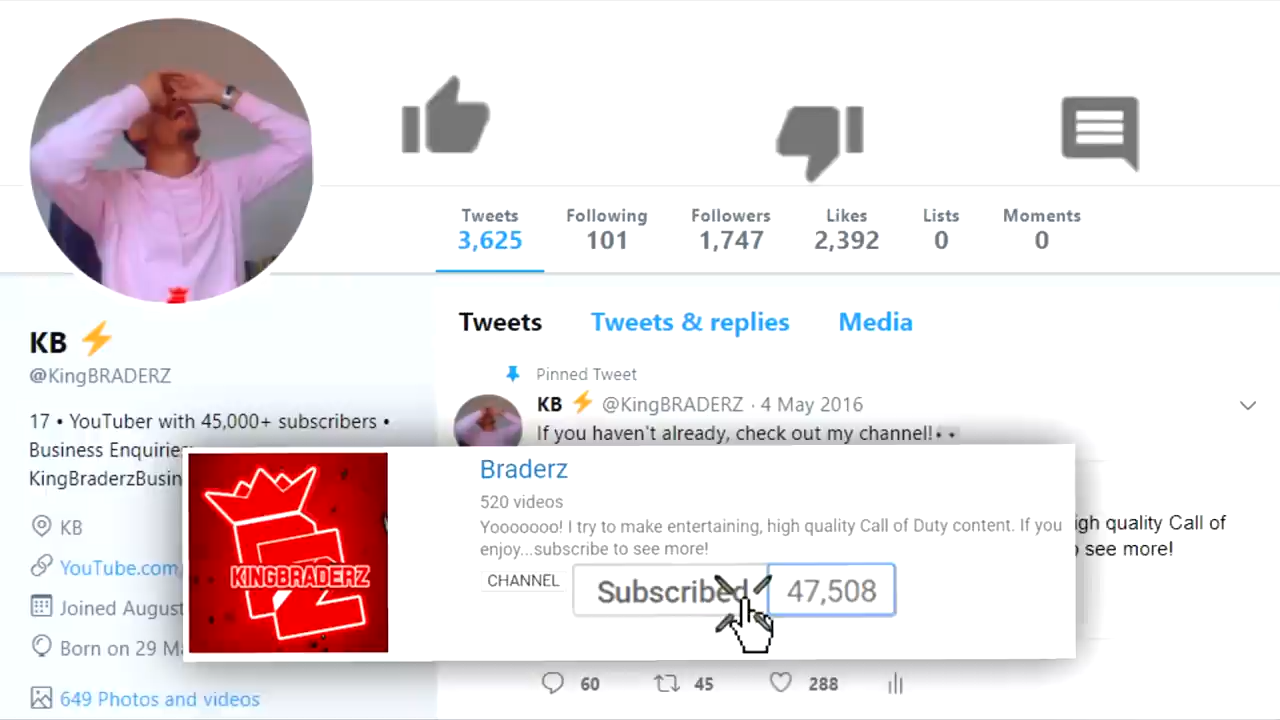 Tweets Following Followers Likes Lists Moments
3,625 101 1,747 2,392 0 0
KB
@KingBRADERZ
17 • YouTuber with 45,000+ subscribers •
Business Enquiries
KingBraderzBusin
KB
YouTube.com
Joined August
Born on 29 Ma
649 Photos and videos
Tweets Tweets & replies Media
Pinned Tweet
KB @KingBRADERZ · 4 May 2016
If you haven't already, check out my channel!
KINGBRADERZ
Braderz
520 videos
Yooooooo! I try to make entertaining, high quality Call of Duty content. If you
enjoy...subscribe to see more!
CHANNEL Subscribed 47,508
igh quality Call of
see more!
60 45 288